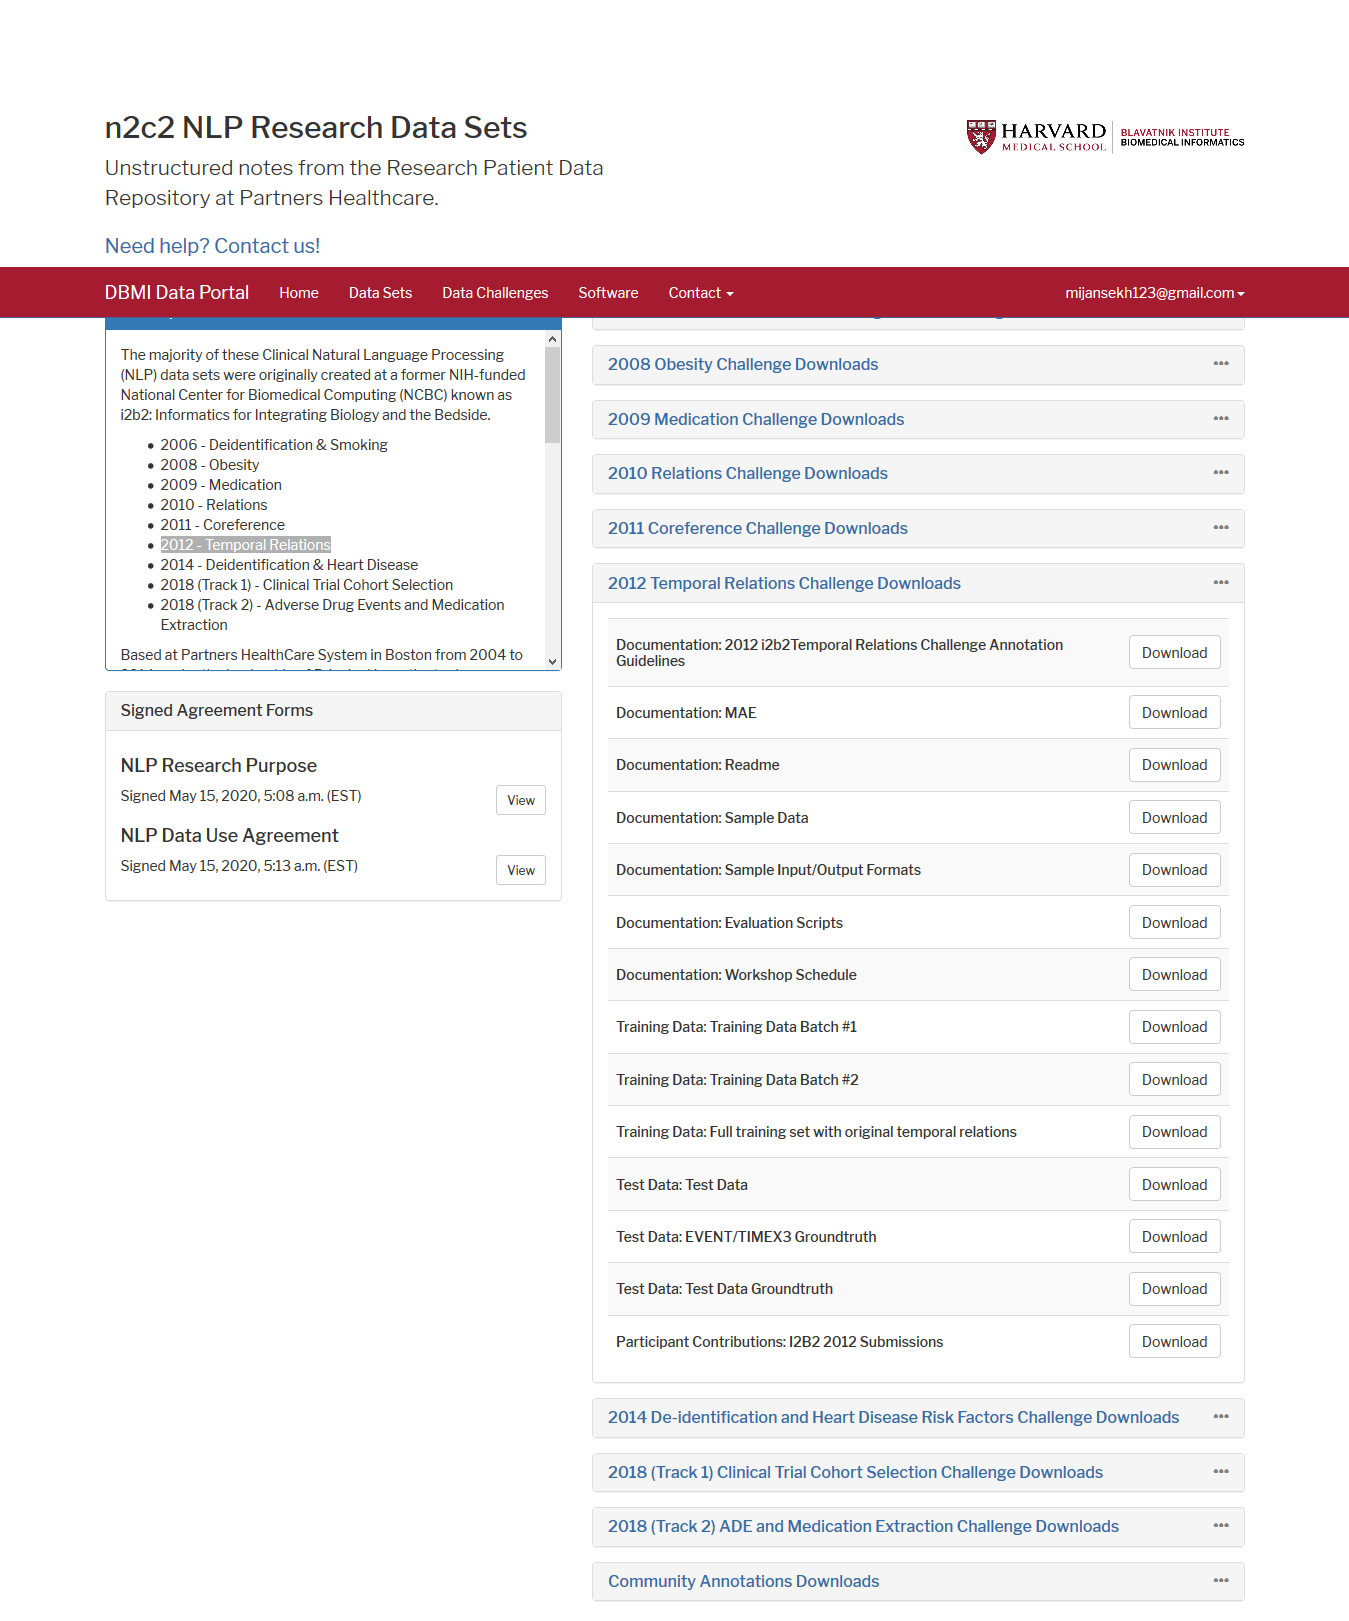 n2c2 NLP Research Data Sets
Unstructured notes from the Research Patient Data
Repository at Partners Healthcare.
Need help? Contact us!
HARVARD
MEDICAL SCHOOL
BLAVATNIK INSTITUTE
BIOMEDICAL INFORMATICS
DBMI Data Portal Home Data Sets Data Challenges Software Contact mijansekh123@gmail.com
The majority of these Clinical Natural Language Processing
(NLP) data sets were originally created at a former NIH-funded
National Center for Biomedical Computing (NCBC) known as
i2b2: Informatics for Integrating Biology and the Bedside.
2006 - Deidentification & Smoking
2008 - Obesity
2009 - Medication
2010 - Relations
2011 - Coreference
2012 - Temporal Relations
2014 - Deidentification & Heart Disease
2018 (Track 1) - Clinical Trial Cohort Selection
2018 (Track 2) - Adverse Drug Events and Medication
Extraction
Based at Partners HealthCare System in Boston from 2004 to
Signed Agreement Forms
NLP Research Purpose
Signed May 15, 2020, 5:08 a.m. (EST) View
NLP Data Use Agreement
Signed May 15, 2020, 5:13 a.m. (EST) View
2008 Obesity Challenge Downloads
2009 Medication Challenge Downloads
2010 Relations Challenge Downloads
2011 Coreference Challenge Downloads
2012 Temporal Relations Challenge Downloads
Documentation: 2012 i2b2Temporal Relations Challenge Annotation
Guidelines Download
Documentation: MAE Download
Documentation: Readme Download
Documentation: Sample Data Download
Documentation: Sample Input/Output Formats Download
Documentation: Evaluation Scripts Download
Documentation: Workshop Schedule Download
Training Data: Training Data Batch #1 Download
Training Data: Training Data Batch #2 Download
Training Data: Full training set with original temporal relations Download
Test Data: Test Data Download
Test Data: EVENT/TIMEX3 Groundtruth Download
Test Data: Test Data Groundtruth Download
Participant Contributions: I2B2 2012 Submissions Download
2014 De-identification and Heart Disease Risk Factors Challenge Downloads
2018 (Track 1) Clinical Trial Cohort Selection Challenge Downloads
2018 (Track 2) ADE and Medication Extraction Challenge Downloads
Community Annotations Downloads